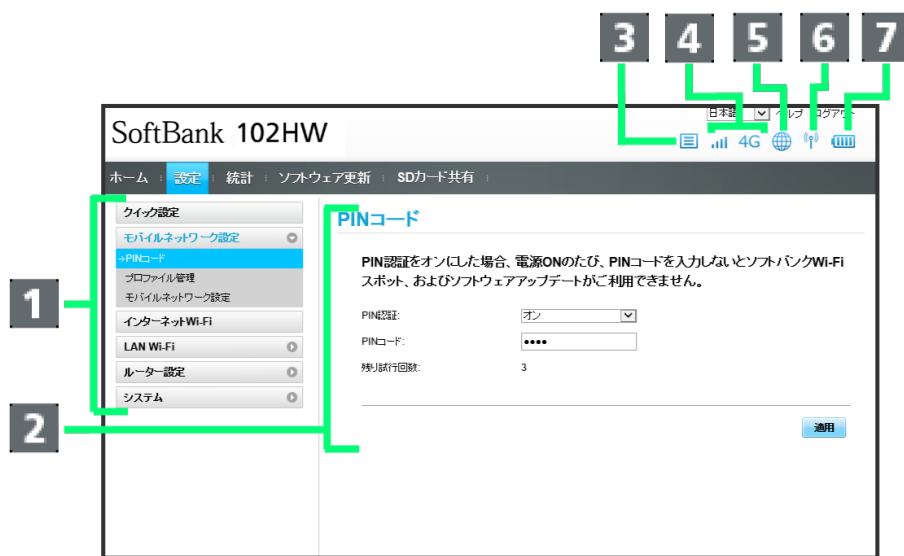 3 4 5 6 7
日本語 ヘルプ ログアウト
SoftBank 102HW
4G
ホーム 設定 統計 ソフトウェア更新 SDカード共有
1
クイック設定
モバイルネットワーク設定
→PINコード
プロファイル管理
モバイルネットワーク設定
インターネットWi-Fi
LAN Wi-Fi
ルーター設定
システム
2
PINコード
PIN認証をオンにした場合、電源ONのたび、PINコードを入力しないとソフトバンクWi-Fi
スポット、およびソフトウェアアップデートがご利用できません。
PIN認証: オン
PINコード: ••••
残り試行回数: 3
適用